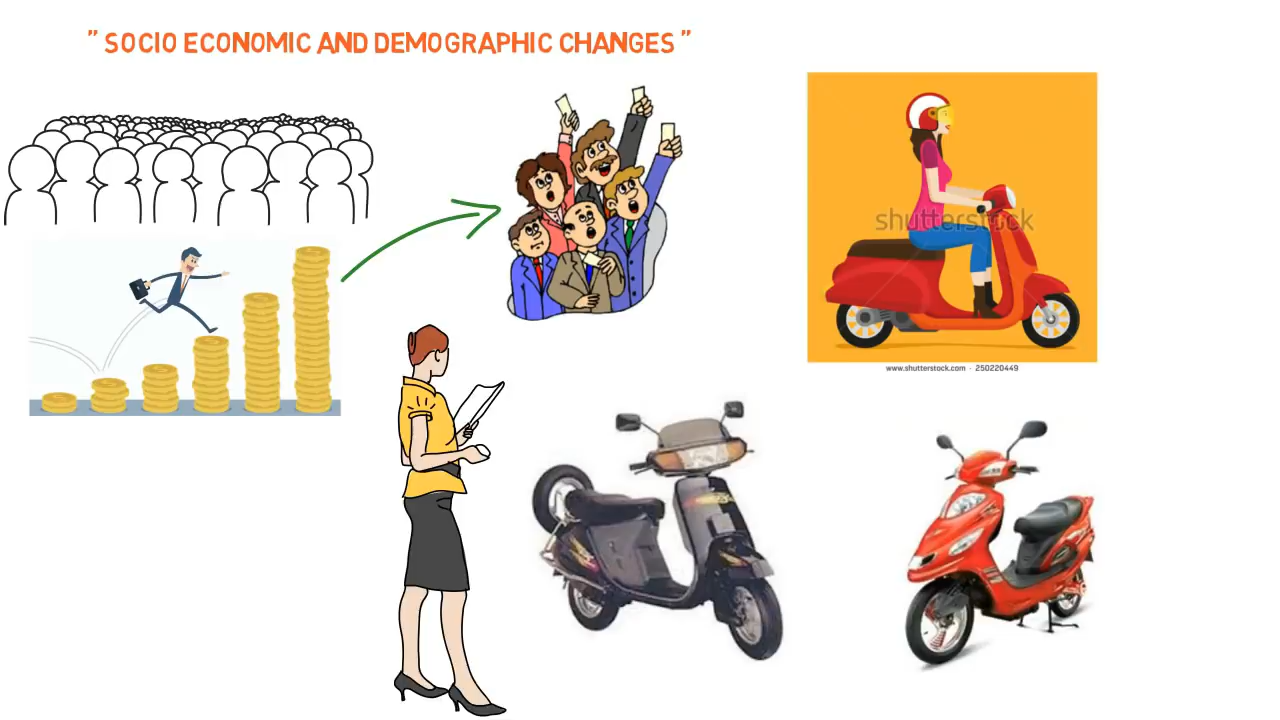 " SOCIO ECONOMIC AND DEMOGRAPHIC CHANGES "
shutterstock
www.shutterstock.com · 250220449